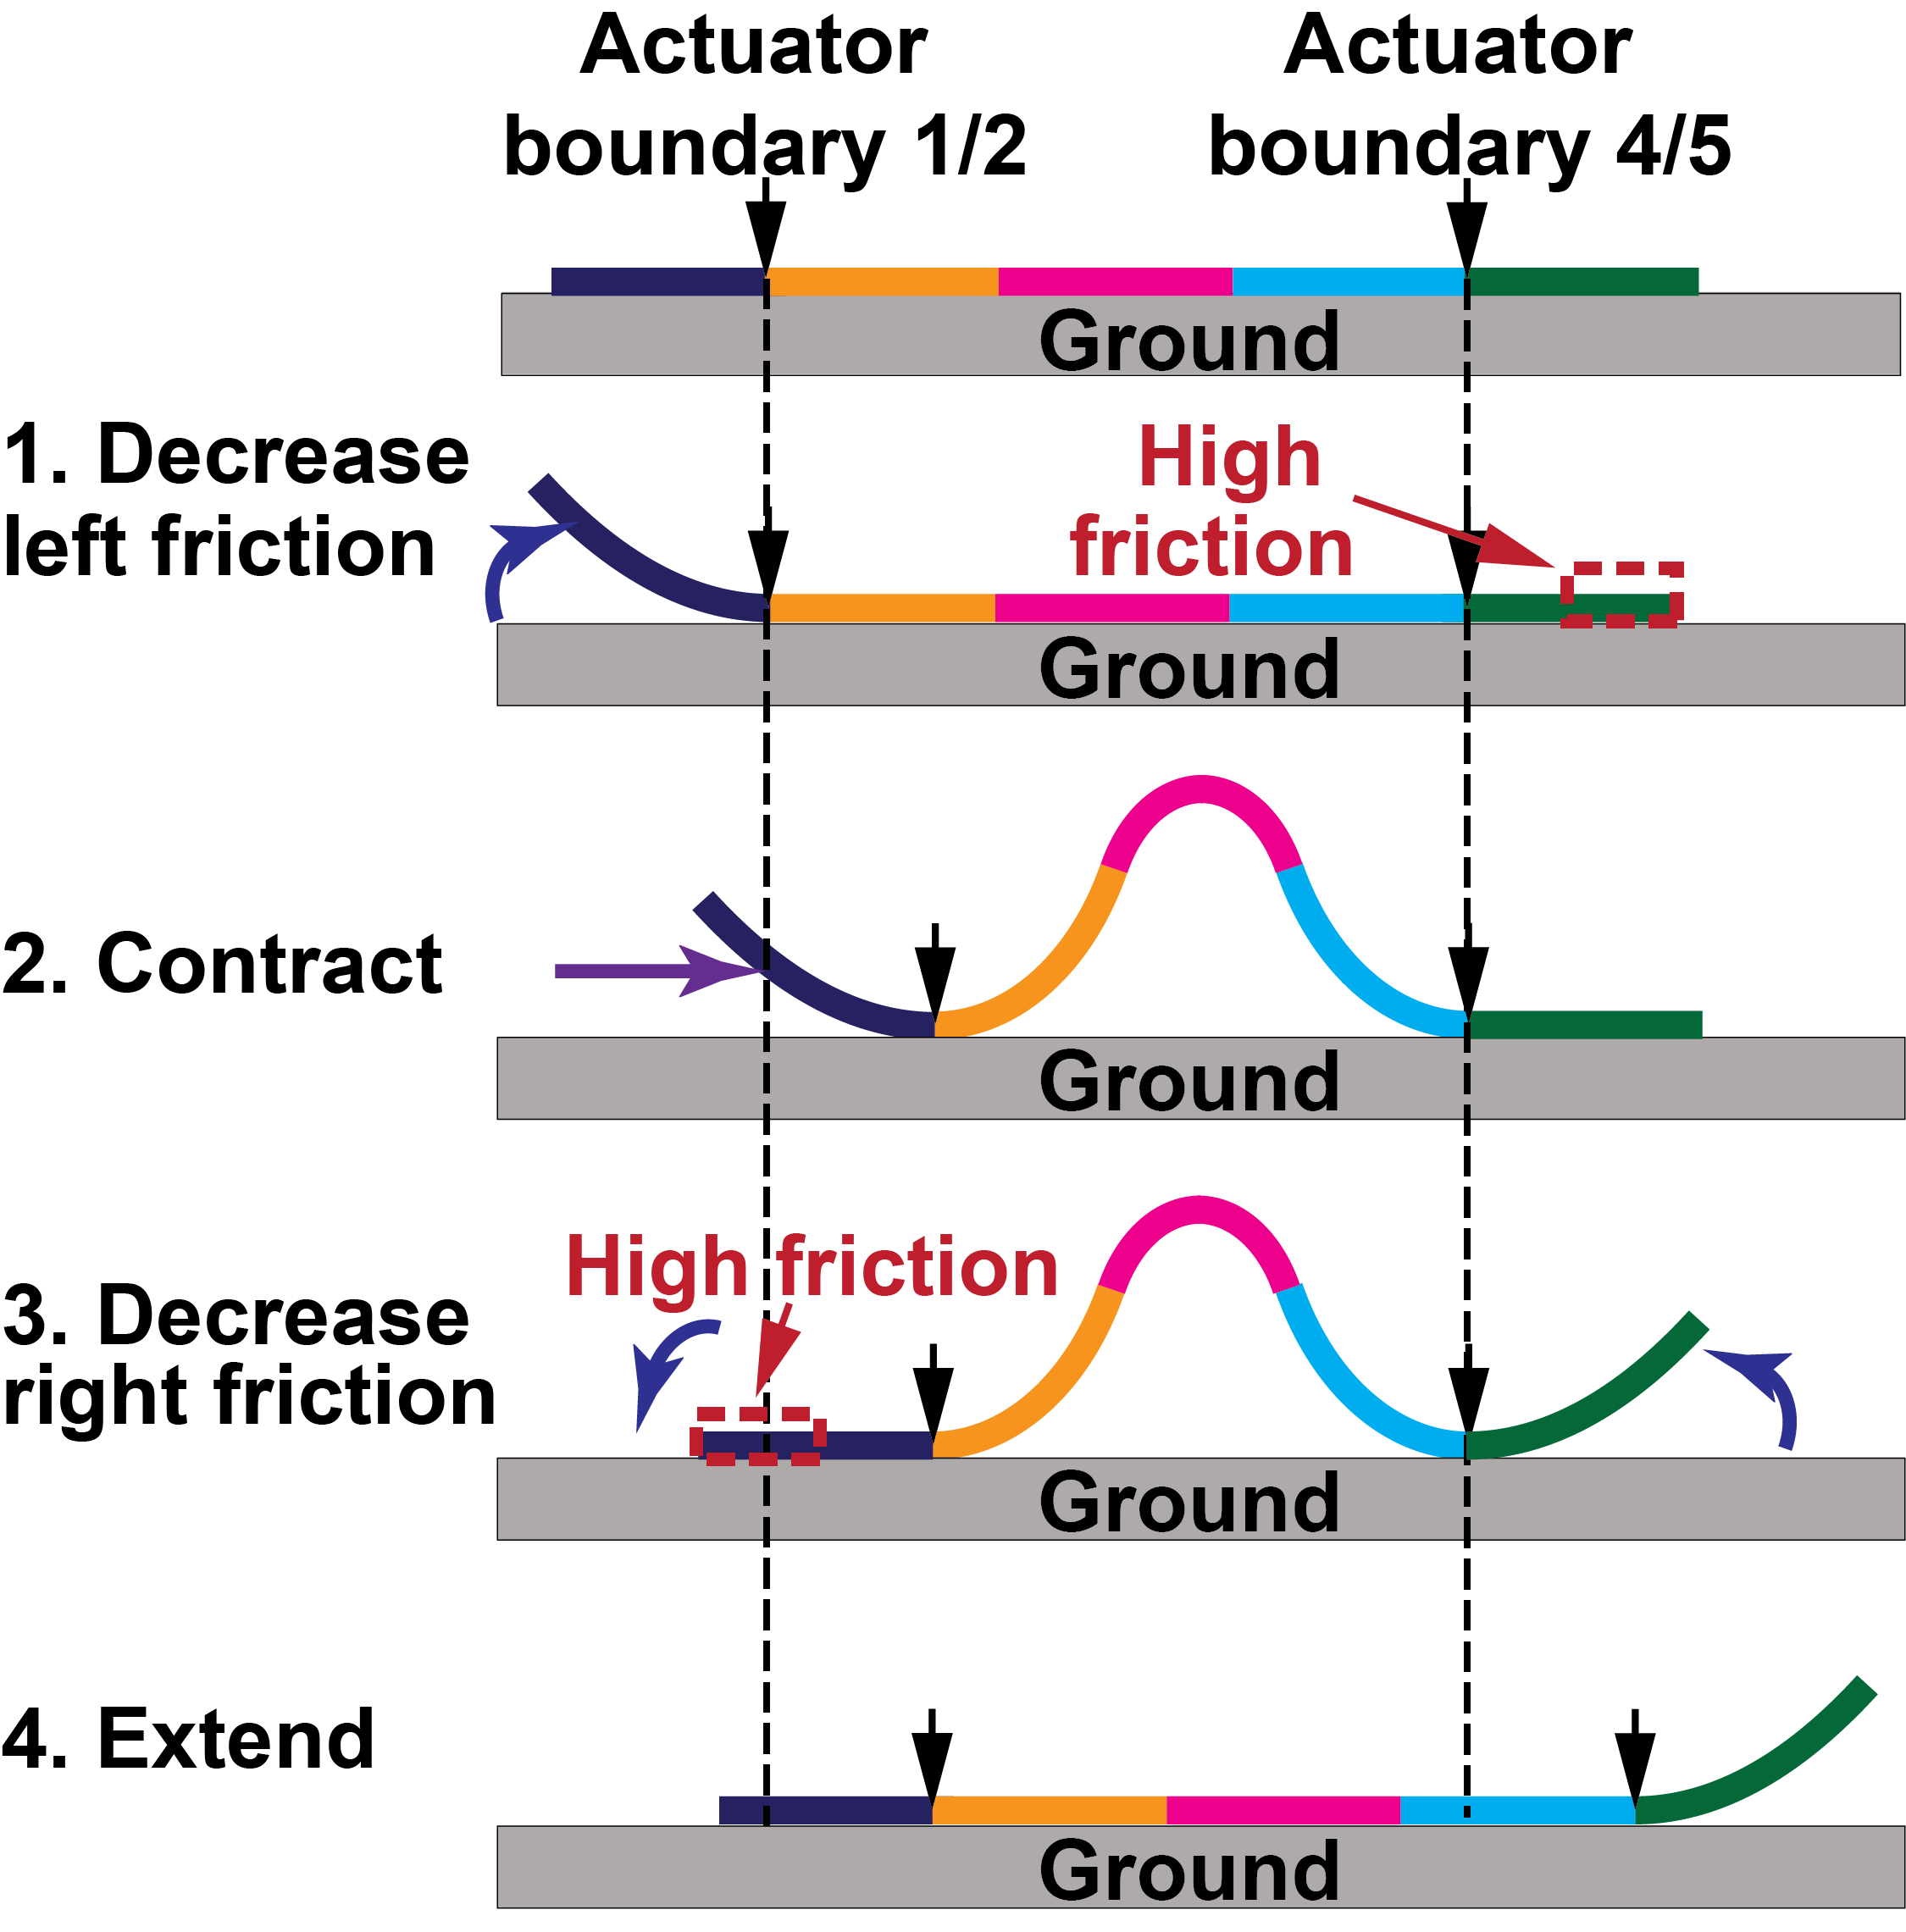 Actuator
boundary 1/2
Actuator
boundary 4/5
Ground
1. Decrease
left friction
High
friction
Ground
2. Contract
Ground
3. Decrease
right friction
High friction
Ground
4. Extend
Ground